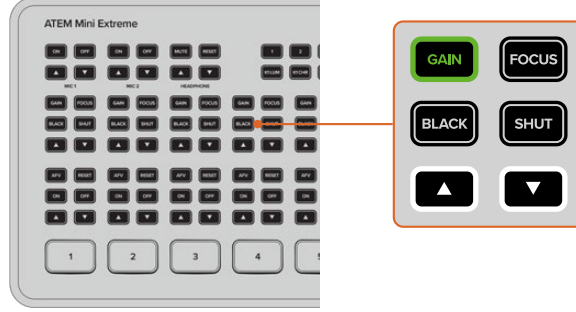 ATEM Mini Extreme
ON OFF ON OFF MUTE RESET 1 2
KYLUM KYCHR
MIC 1 MIC 2 HEADPHONE
GAIN FOCUS GAIN FOCUS GAIN FOCUS GAIN FOCUS GAIN
BLACK SHUT BLACK SHUT BLACK SHUT BLACK
AFV RESET AFV RESET AFV RESET AFV RESET AFV
ON OFF ON OFF ON OFF ON OFF ON
1 2 3 4
GAIN FOCUS
BLACK SHUT